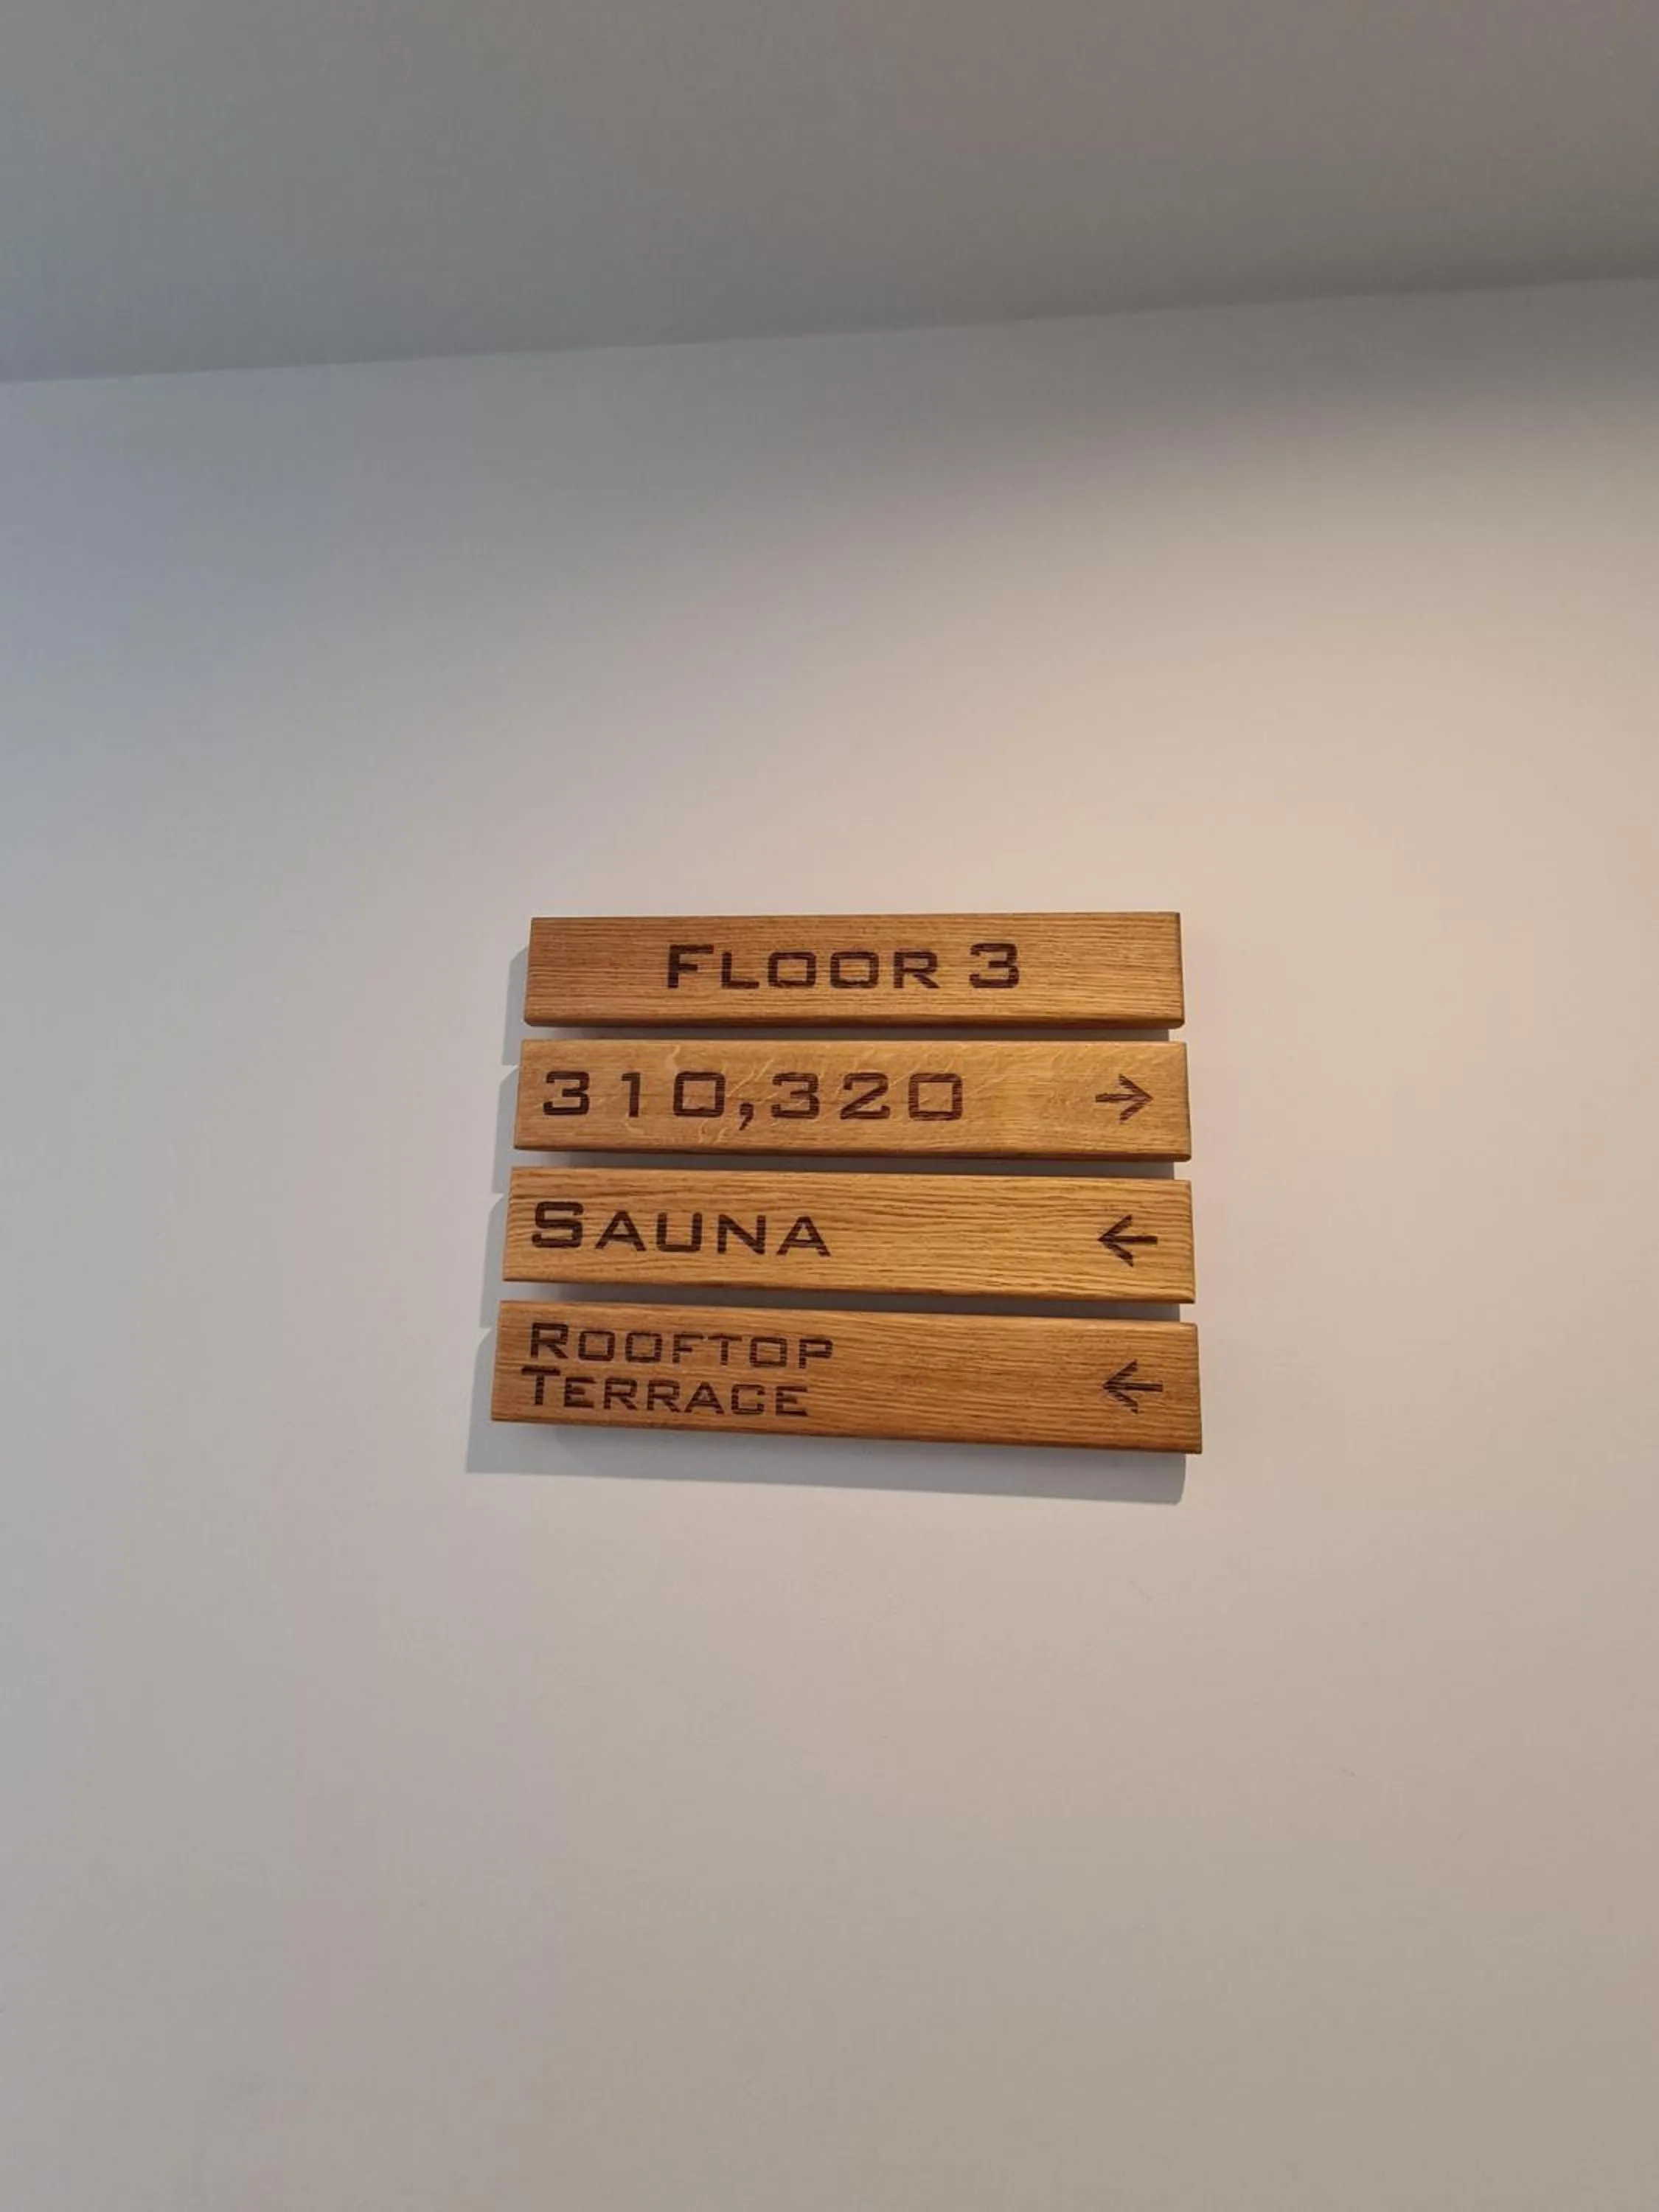 FLOOR 3
310,320 →
SAUNA ←
ROOFTOP
TERRACE ←